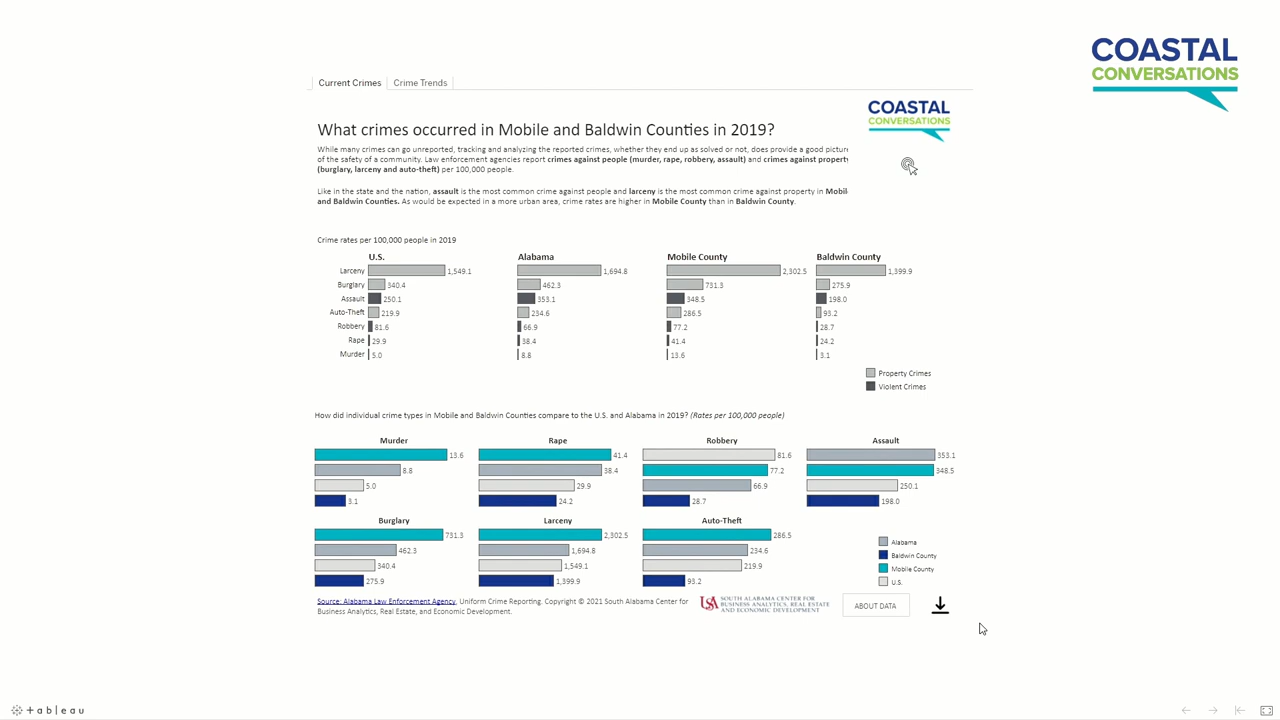 COASTAL
CONVERSATIONS
Current Crimes
Crime Trends
COASTAL
CONVERSATIONS
What crimes occurred in Mobile and Baldwin Counties in 2019?
While many crimes can go unreported, tracking and analyzing the reported crimes, whether they end up as solved or not, does provide a good picture
of the safety of a community. Law enforcement agencies report crimes against people (murder, rape, robbery, assault) and crimes against property
(burglary, larceny and auto-theft) per 100,000 people.
Like in the state and the nation, assault is the most common crime against people and larceny is the most common crime against property in Mobil
and Baldwin Counties. As would be expected in a more urban area, crime rates are higher in Mobile County than in Baldwin County.
Crime rates per 100,000 people in 2019
U.S. Alabama Mobile County Baldwin County
Larceny 1,549.1 1,694.8 2,302.5 1,399.9
Burglary 340.4 462.3 731.3 275.9
Assault 250.1 353.1 348.5 198.0
Auto-Theft 219.9 234.6 286.5 93.2
Robbery 81.6 66.9 77.2 28.7
Rape 29.9 38.4 41.4 24.2
Murder 5.0 8.8 13.6 3.1
Property Crimes
Violent Crimes
How did individual crime types in Mobile and Baldwin Counties compare to the U.S. and Alabama in 2019? (Rates per 100,000 people)
Murder Rape Robbery Assault
13.6 41.4 81.6 353.1
8.8 38.4 77.2 348.5
5.0 29.9 66.9 250.1
3.1 24.2 28.7 198.0
Burglary Larceny Auto-Theft
731.3 2,302.5 286.5
462.3 1,694.8 234.6
340.4 1,549.1 219.9
275.9 1,399.9 93.2
Alabama
Baldwin County
Mobile County
U.S.
Source: Alabama Law Enforcement Agency, Uniform Crime Reporting. Copyright © 2021 South Alabama Center for
Business Analytics, Real Estate, and Economic Development.
USA
SOUTH ALABAMA CENTER FOR
BUSINESS ANALYTICS, REAL ESTATE
AND ECONOMIC DEVELOPMENT
ABOUT DATA
+ableau